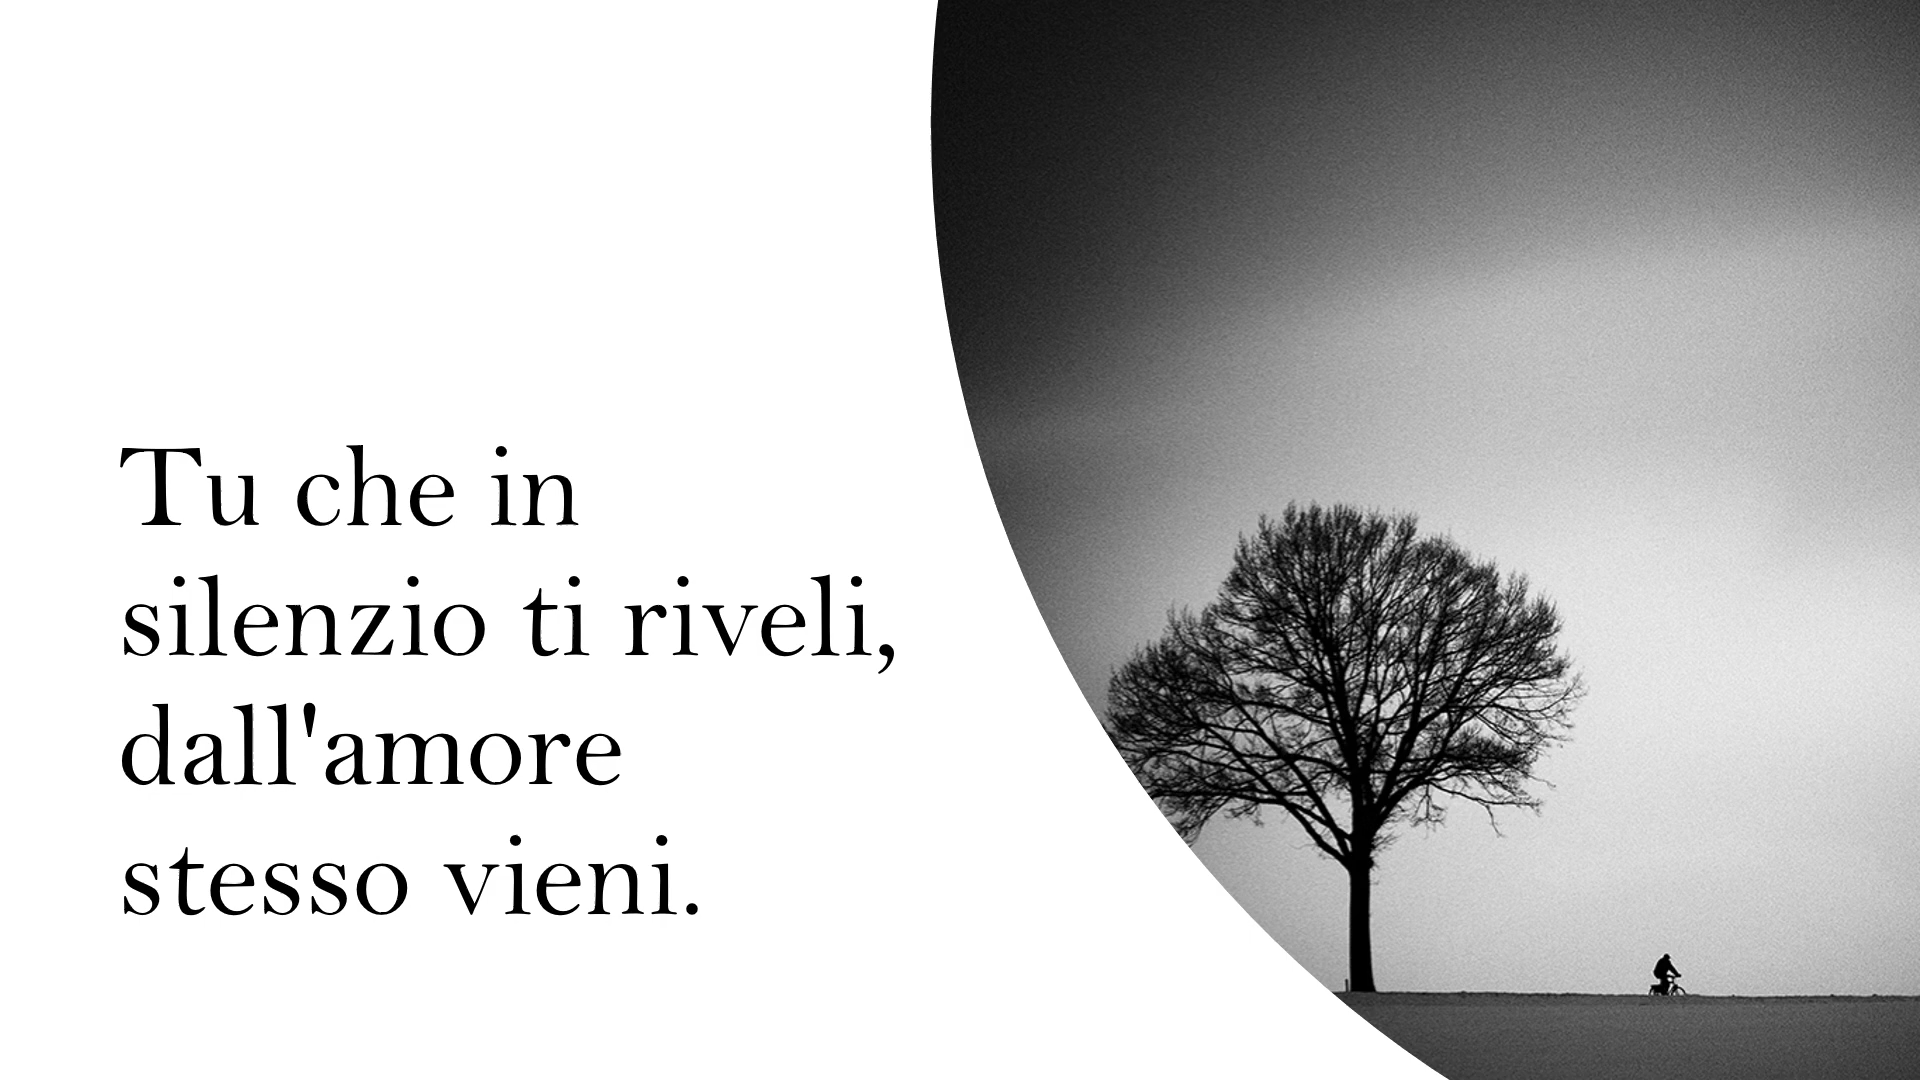 Tu che in
silenzio ti riveli,
dall'amore
stesso vieni.